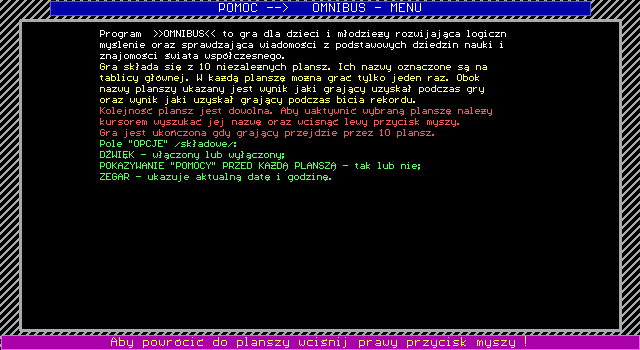 POMOC --> OMNIBUS - MENU
Program >>OMNIBUS<< to gra dla dzieci i młodzieży rozwijająca logiczn
myślenie oraz sprawdzająca wiadomości z podstawowych dziedzin nauki i
znajomości świata współczesnego.
Gra składa się z 10 niezależnych plansz. Ich nazwy oznaczone są na
tablicy głównej. W każdą planszę można grać tylko jeden raz. Obok
nazwy planszy ukazany jest wynik jaki grający uzyskał podczas gry
oraz wynik jaki uzyskał grający podczas bicia rekordu.
Kolejność plansz jest dowolna. Aby uaktywnić wybraną planszę należy
kursorem wyszukać jej nazwę oraz wcisnąć lewy przycisk myszy.
Gra jest ukończona gdy grający przejdzie przez 10 plansz.
Pole "OPCJE" /składowe/:
DŹWIĘK - włączony lub wyłączony;
POKAZYWANIE "POMOCY" PRZED KAŻDĄ PLANSZĄ - tak lub nie;
ZEGAR - ukazuje aktualną datę i godzinę.
Aby powrócić do planszy wciśnij prawy przycisk myszy !